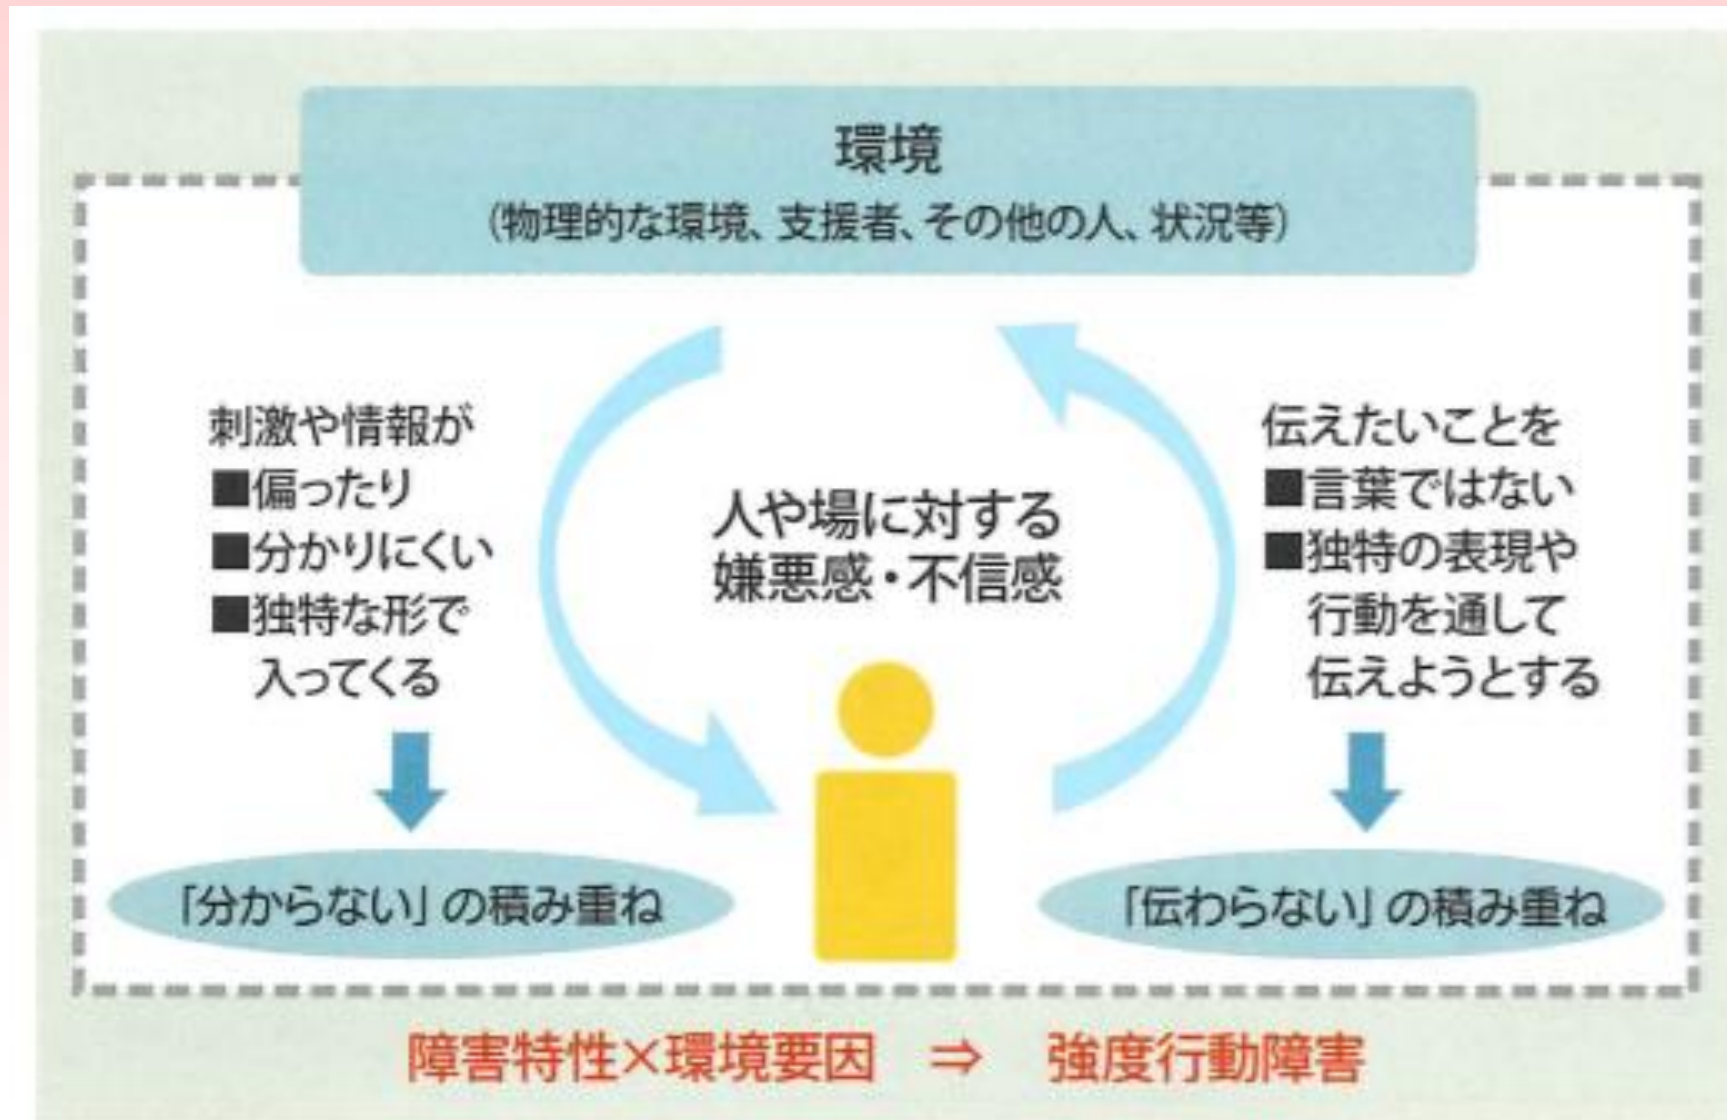 環境
(物理的な環境、支援者、その他の人、状況等)
刺激や情報が
■偏ったり
■分かりにくい
■独特な形で
入ってくる
人や場に対する
嫌悪感・不信感
伝えたいことを
■言葉ではない
■独特の表現や
行動を通して
伝えようとする
「分からない」の積み重ね
「伝わらない」の積み重ね
障害特性×環境要因 ⇒ 強度行動障害